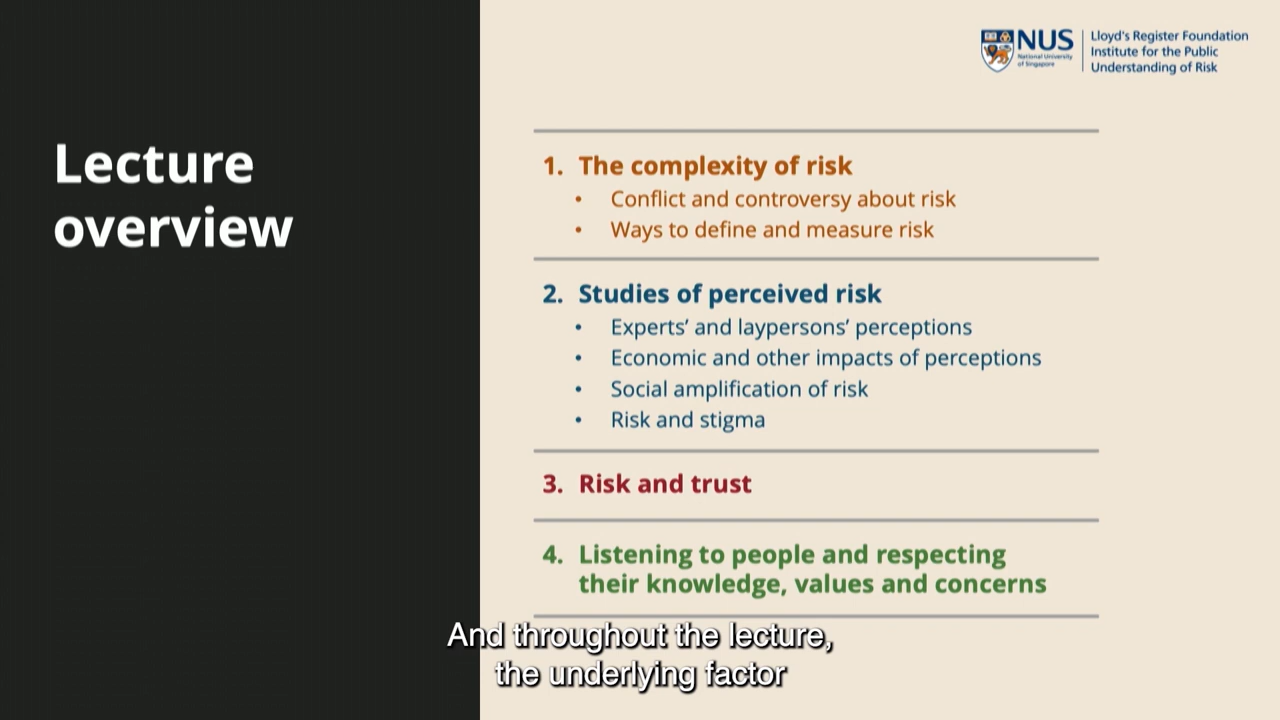 Lecture
overview
NUS
National University
of Singapore
Lloyd's Register Foundation
Institute for the Public
Understanding of Risk
1. The complexity of risk
• Conflict and controversy about risk
• Ways to define and measure risk
2. Studies of perceived risk
• Experts’ and laypersons’ perceptions
• Economic and other impacts of perceptions
• Social amplification of risk
• Risk and stigma
3. Risk and trust
4. Listening to people and respecting
their knowledge, values and concerns
And throughout the lecture,
the underlying factor